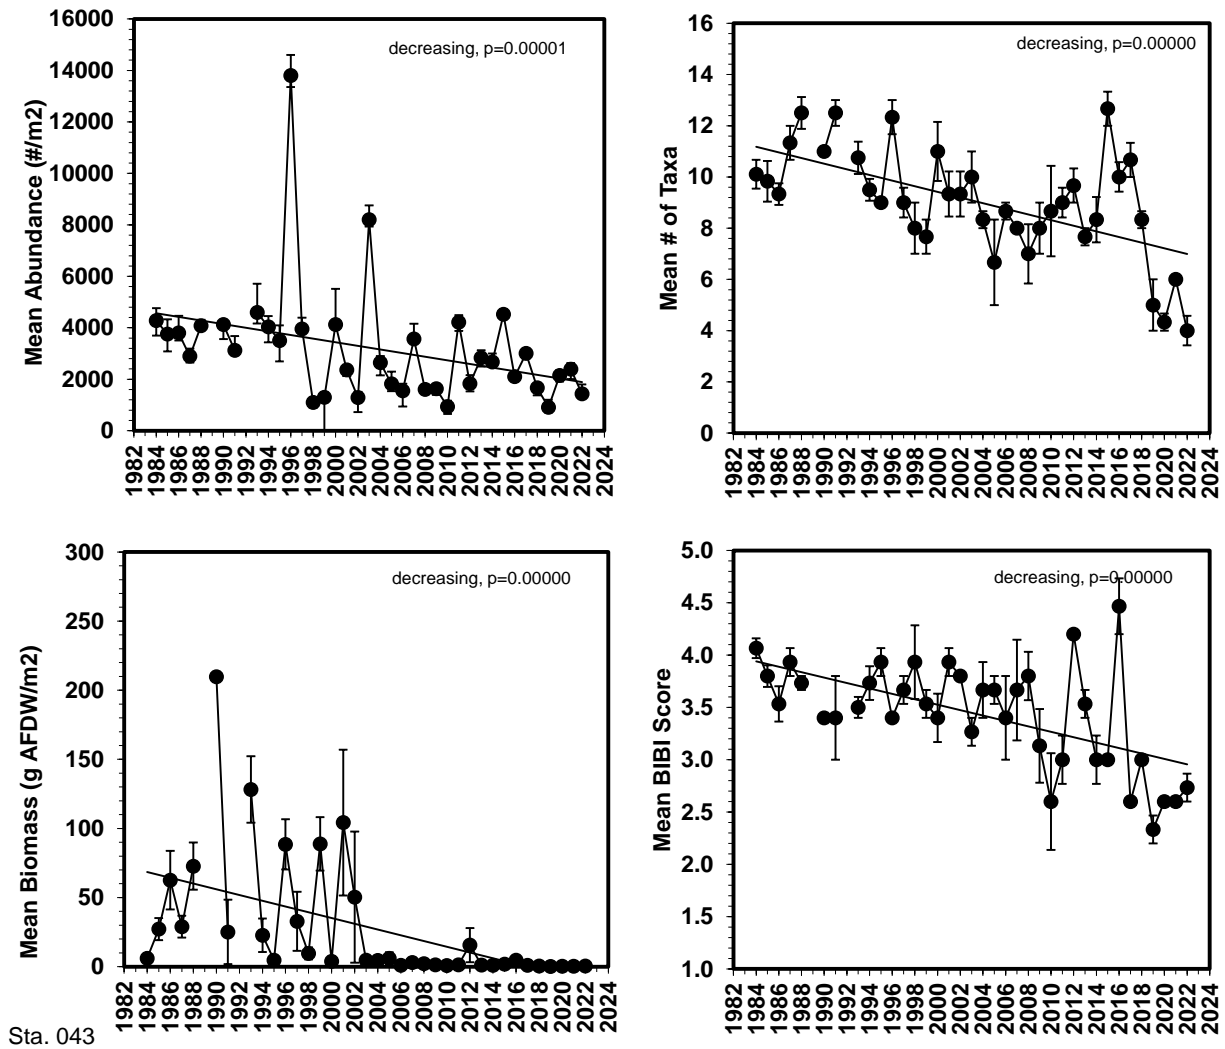 decreasing, p=0.00001
Mean Abundance (#/m2)
16000
14000
12000
10000
8000
6000
4000
2000
0
1982 1984 1986 1988 1990 1992 1994 1996 1998 2000 2002 2004 2006 2008 2010 2012 2014 2016 2018 2020 2022 2024
decreasing, p=0.00000
Mean # of Taxa
16
14
12
10
8
6
4
2
0
1982 1984 1986 1988 1990 1992 1994 1996 1998 2000 2002 2004 2006 2008 2010 2012 2014 2016 2018 2020 2022 2024
decreasing, p=0.00000
Mean Biomass (g AFDW/m2)
300
250
200
150
100
50
0
1982 1984 1986 1988 1990 1992 1994 1996 1998 2000 2002 2004 2006 2008 2010 2012 2014 2016 2018 2020 2022 2024
decreasing, p=0.00000
Mean BIBI Score
5.0
4.5
4.0
3.5
3.0
2.5
2.0
1.5
1.0
1982 1984 1986 1988 1990 1992 1994 1996 1998 2000 2002 2004 2006 2008 2010 2012 2014 2016 2018 2020 2022 2024
Sta. 043